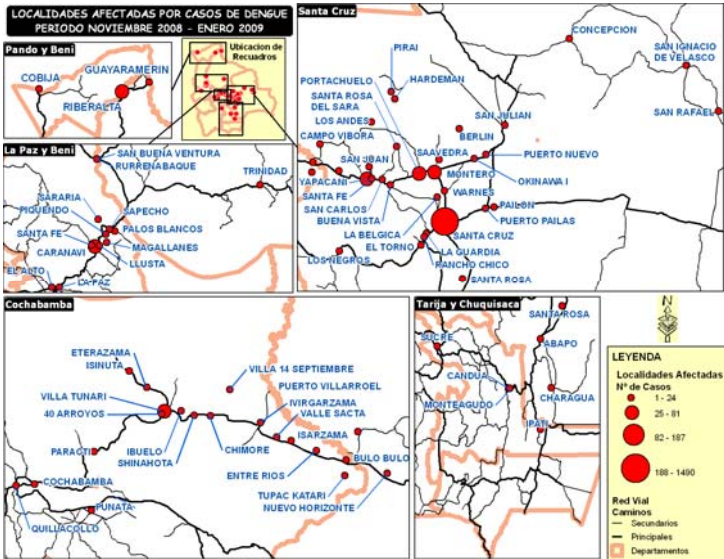 LOCALIDADES AFECTADAS POR CASOS DE DENGUE
PERIODO NOVIEMBRE 2008 - ENERO 2009
Pando y Beni
COBIJA
GUAYARAMERIN
RIBERALTA
Ubicacion de
Recuadros
La Paz y Beni
SAN BUENA VENTURA
RURRENABAQUE
TRINIDAD
SARARIA
PIQUENDO
SAPECHO
SANTA FE
PALOS BLANCOS
CARANAVI
MAGALLANES
LLUSTA
EL ALTO
LA PAZ
Santa Cruz
CONCEPCION
SAN IGNACIO
DE VELASCO
SAN RAFAEL
PIRAI
HARDEMAN
PORTACHUELO
SANTA ROSA
DEL SARA
LOS ANDES
CAMPO VIBORA
SAN JULIAN
BERLIN
SAN JUAN
SAAVEDRA
PUERTO NUEVO
YAPACANI
MONTERO
OKINAWA I
SANTA FE
WARNES
SAN CARLOS
PAILON
BUENA VISTA
PUERTO PAILAS
LA BELGICA
SANTA CRUZ
EL TORNO
LA GUARDIA
LOS NEGROS
RANCHO CHICO
SANTA ROSA
Cochabamba
ETERAZAMA
ISINUTA
VILLA 14 SEPTIEMBRE
PUERTO VILLARROEL
VILLA TUNARI
IVIRGARZAMA
40 ARROYOS
VALLE SACTA
PARACTI
IBUELO
CHIMORE
ISARZAMA
SHINAHOTA
ENTRE RIOS
BULO BULO
COCHABAMBA
TUPAC KATARI
PUNATA
NUEVO HORIZONTE
QUILLACOLLO
Tarija y Chuquisaca
SANTA ROSA
SUCRE
ABAPO
CANDUA
MONTEAGUDO
CHARAGUA
IPATI
N
LEYENDA
Localidades Afectadas
Nº de Casos
1 - 24
25 - 81
82 - 187
188 - 1490
Red Vial
Caminos
Secundarios
Principales
Departamentos